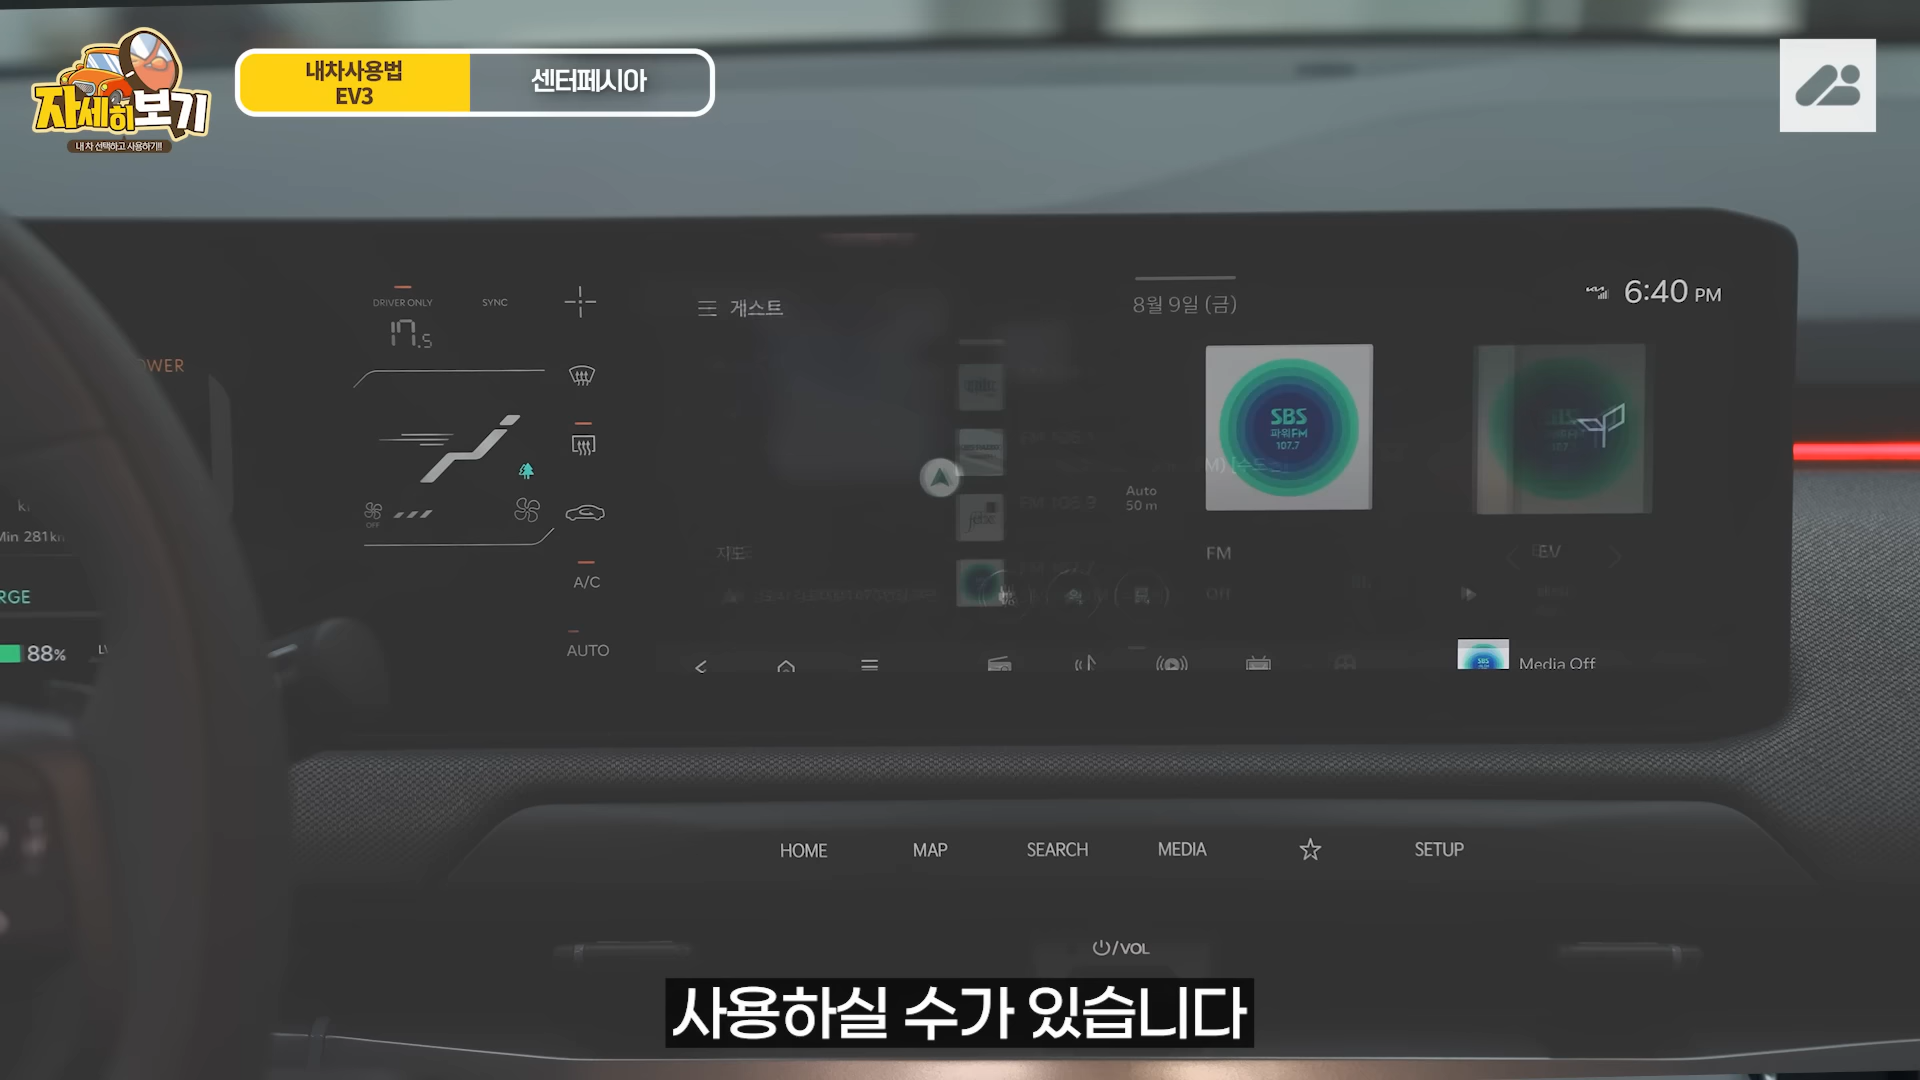 자세히보기
내 차 선택하고 사용하기!!
내차사용법
EV3
센터페시아
DRIVER ONLY
SYNC
17.5
OFF
A/C
AUTO
Min 281km
88%
게스트
8월 9일 (금)
6:40 PM
Auto
50 m
SBS
파워FM
107.7
FM
Off
EV
Media Off
HOME
MAP
SEARCH
MEDIA
SETUP
/VOL
사용하실 수가 있습니다